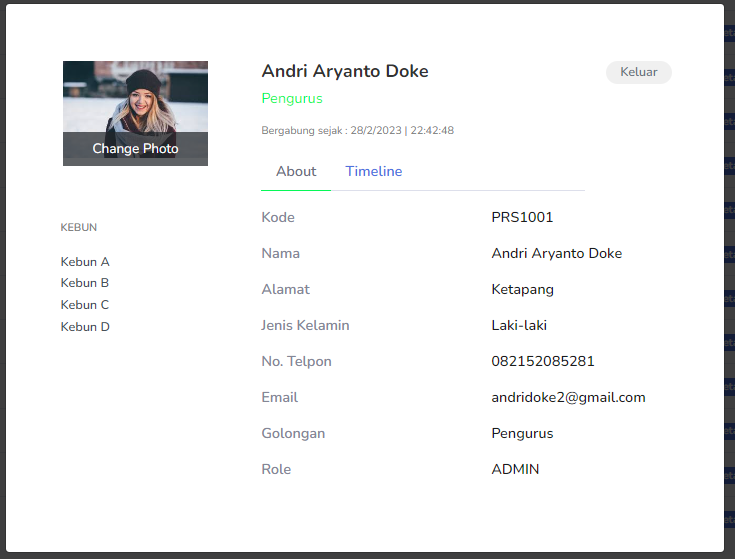 Andri Aryanto Doke
Keluar
Pengurus
Bergabung sejak : 28/2/2023 | 22:42:48
Change Photo
About Timeline
KEBUN
Kebun A
Kebun B
Kebun C
Kebun D
Kode PRS1001
Nama Andri Aryanto Doke
Alamat Ketapang
Jenis Kelamin Laki-laki
No. Telpon 082152085281
Email andridoke2@gmail.com
Golongan Pengurus
Role ADMIN